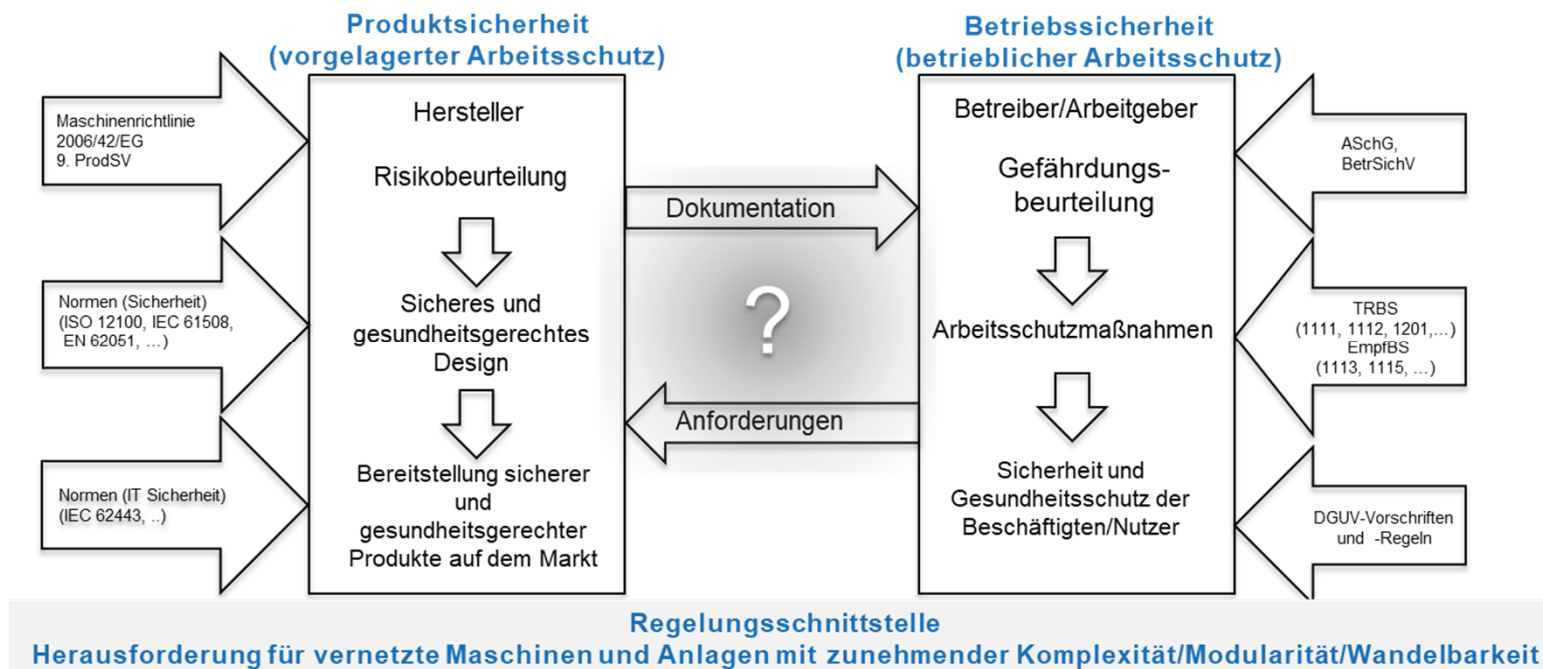 Produktsicherheit
(vorgelagerter Arbeitsschutz)
Betriebssicherheit
(betrieblicher Arbeitsschutz)
Maschinenrichtlinie
2006/42/EG
9. ProdSV
Normen (Sicherheit)
(ISO 12100, IEC 61508,
EN 62051, …)
Normen (IT Sicherheit)
(IEC 62443, ..)
Hersteller
Risikobeurteilung
Sicheres und
gesundheitsgerechtes
Design
Bereitstellung sicherer
und
gesundheitsgerechter
Produkte auf dem Markt
Dokumentation
?
Anforderungen
Betreiber/Arbeitgeber
Gefährdungs-
beurteilung
Arbeitsschutzmaßnahmen
Sicherheit und
Gesundheitsschutz der
Beschäftigten/Nutzer
ASchG,
BetrSichV
TRBS
(1111, 1112, 1201,…)
EmpfBS
(1113, 1115, …)
DGUV-Vorschriften
und -Regeln
Regelungsschnittstelle
Herausforderung für vernetzte Maschinen und Anlagen mit zunehmender Komplexität/Modularität/Wandelbarkeit